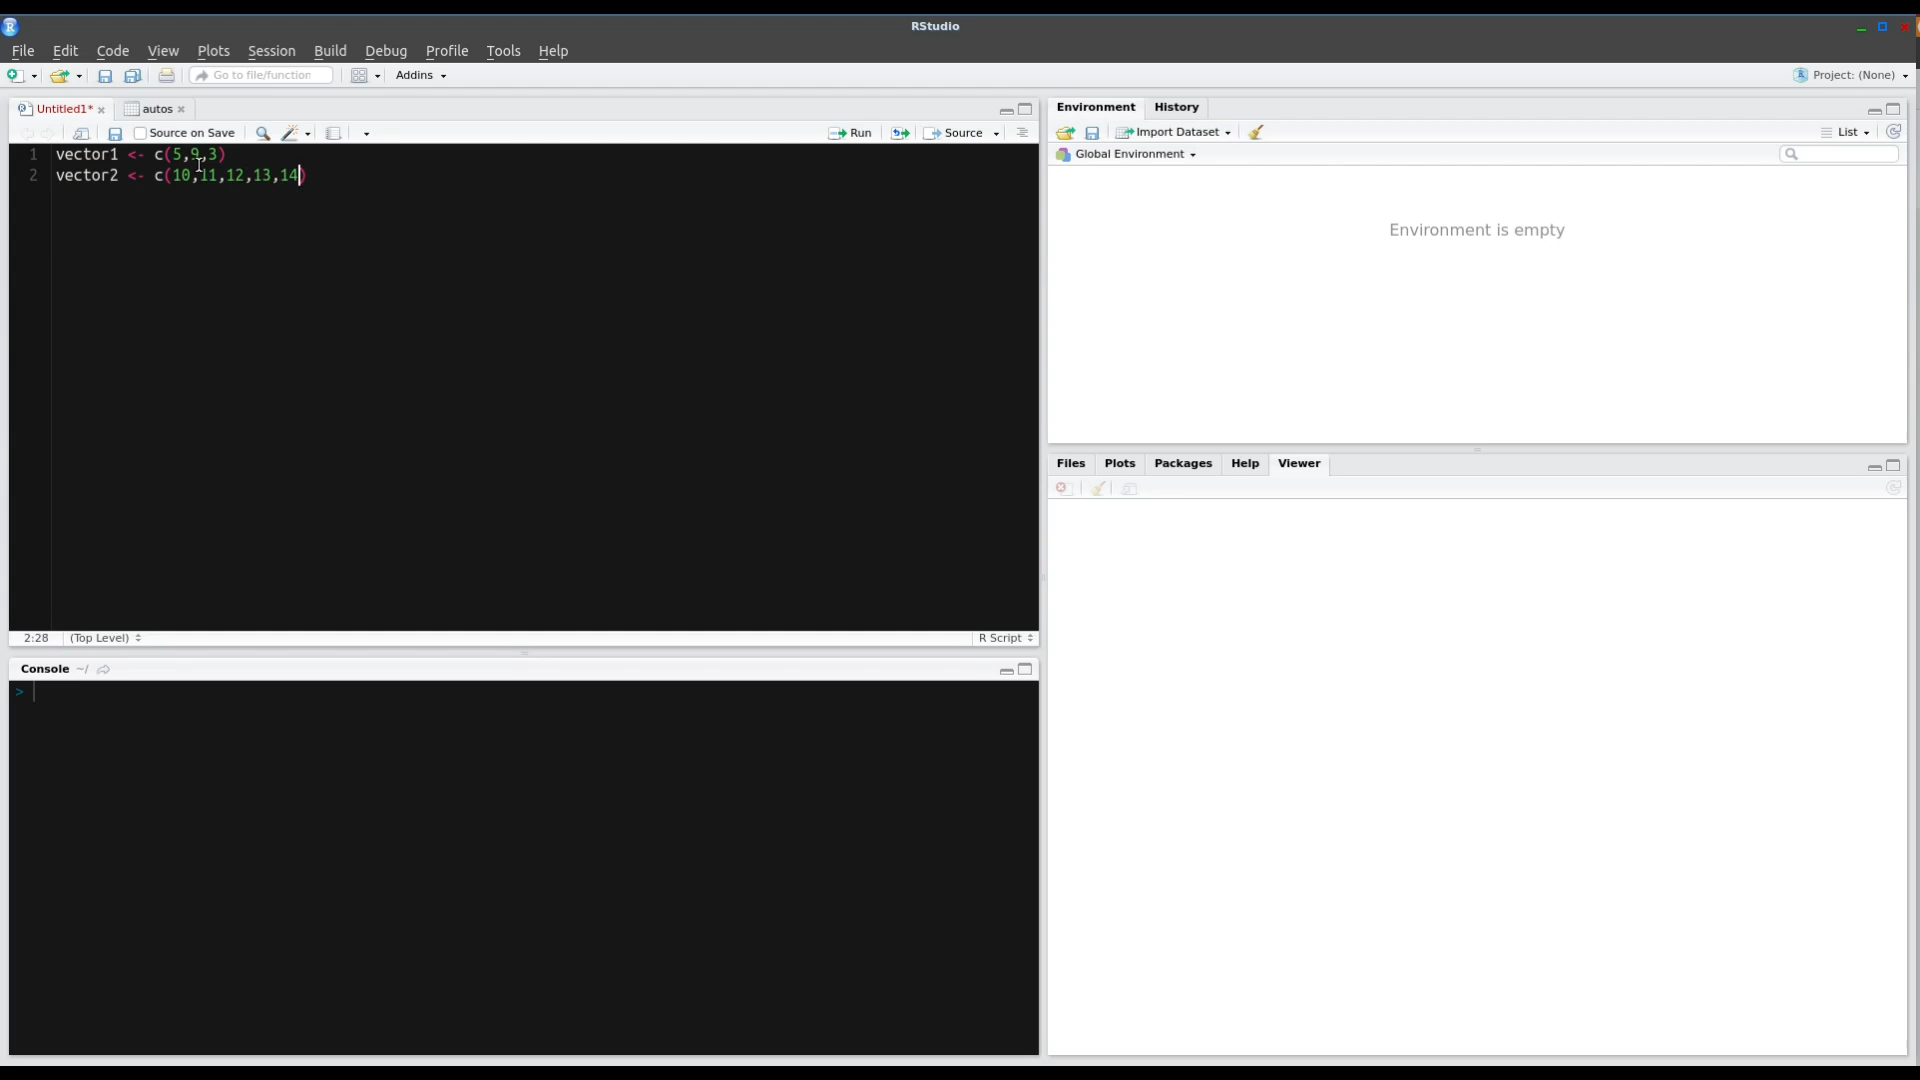 RStudio
File Edit Code View Plots Session Build Debug Profile Tools Help
Go to file/function Addins Project: (None)
Untitled1* autos
Source on Save Run Source
1 vector1 <- c(5,9,3)
2 vector2 <- c(10,11,12,13,14)
2:28 (Top Level) R Script
Console ~/
>
Environment History
Import Dataset List
Global Environment
Environment is empty
Files Plots Packages Help Viewer